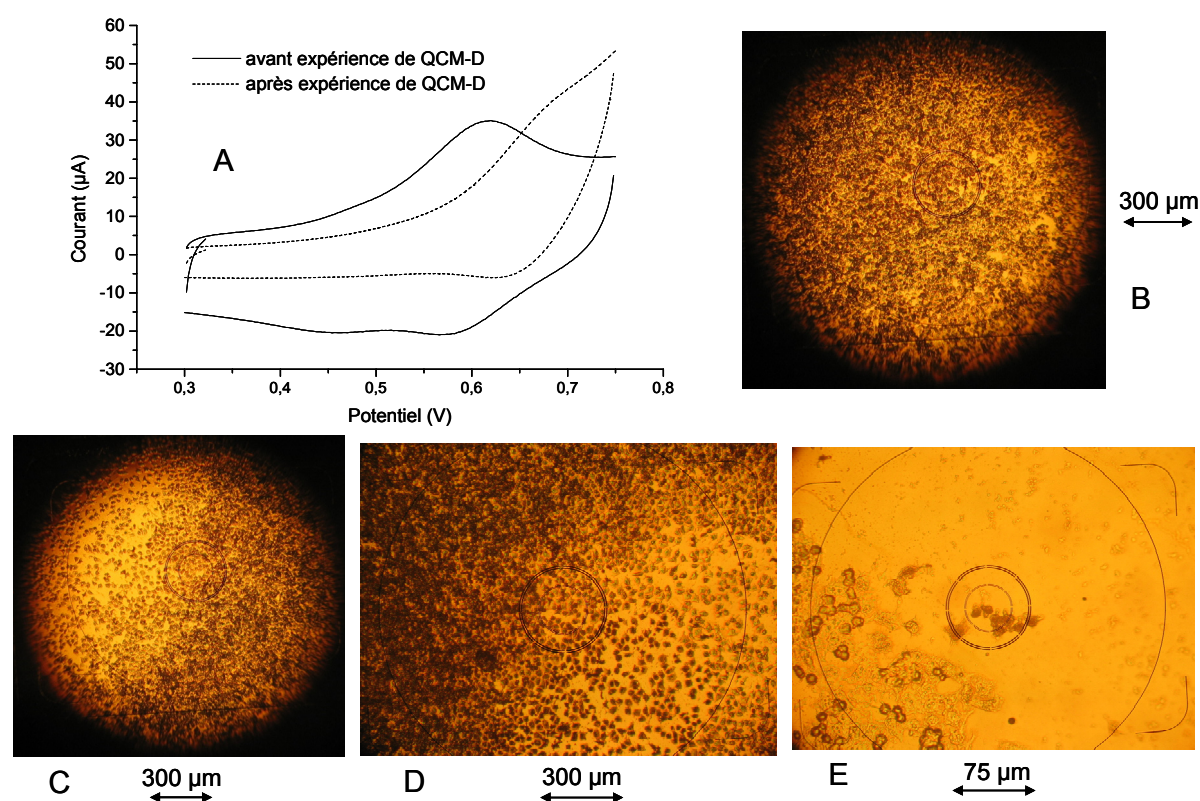 60
50
40
30
20
10
0
-10
-20
-30
Courant (µA)
avant expérience de QCM-D
après expérience de QCM-D
A
0,3 0,4 0,5 0,6 0,7 0,8
Potentiel (V)
300 µm
B
C
300 µm
D
300 µm
E
75 µm